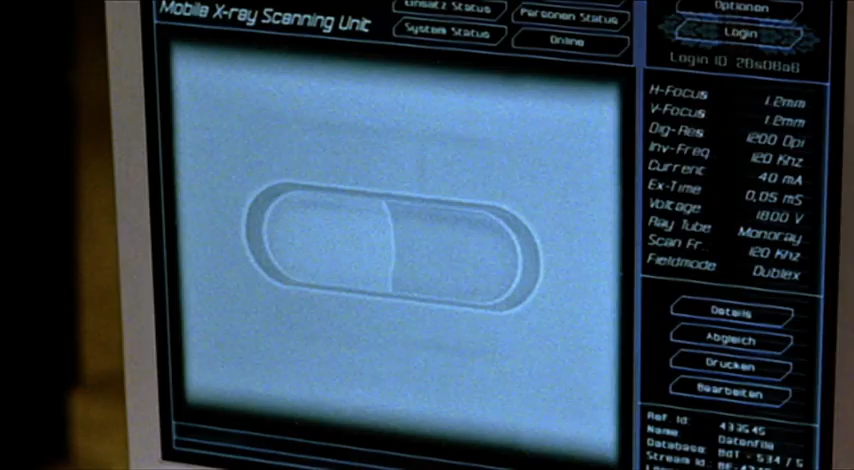 Mobile X-ray Scanning Unit
Einsatz Status
Personen Status
System Status
Online
Optionen
Login
Login ID 28s08a8
H-Focus 1.2mm
V-Focus 1.2mm
Dig-Res 1200 Dpi
Inv-Freq 120 Khz
Current 40 mA
Ex-Time 0,05 mS
Voltage 1800 V
Ray Tube Monoray
Scan Fr.. 120 Khz
Fieldmode Dublex
Details
Abgleich
Drucken
Bearbeiten
Ref Id: 433545
Name: Datenfile
Database: BdT - 534 / 5
Stream Id: